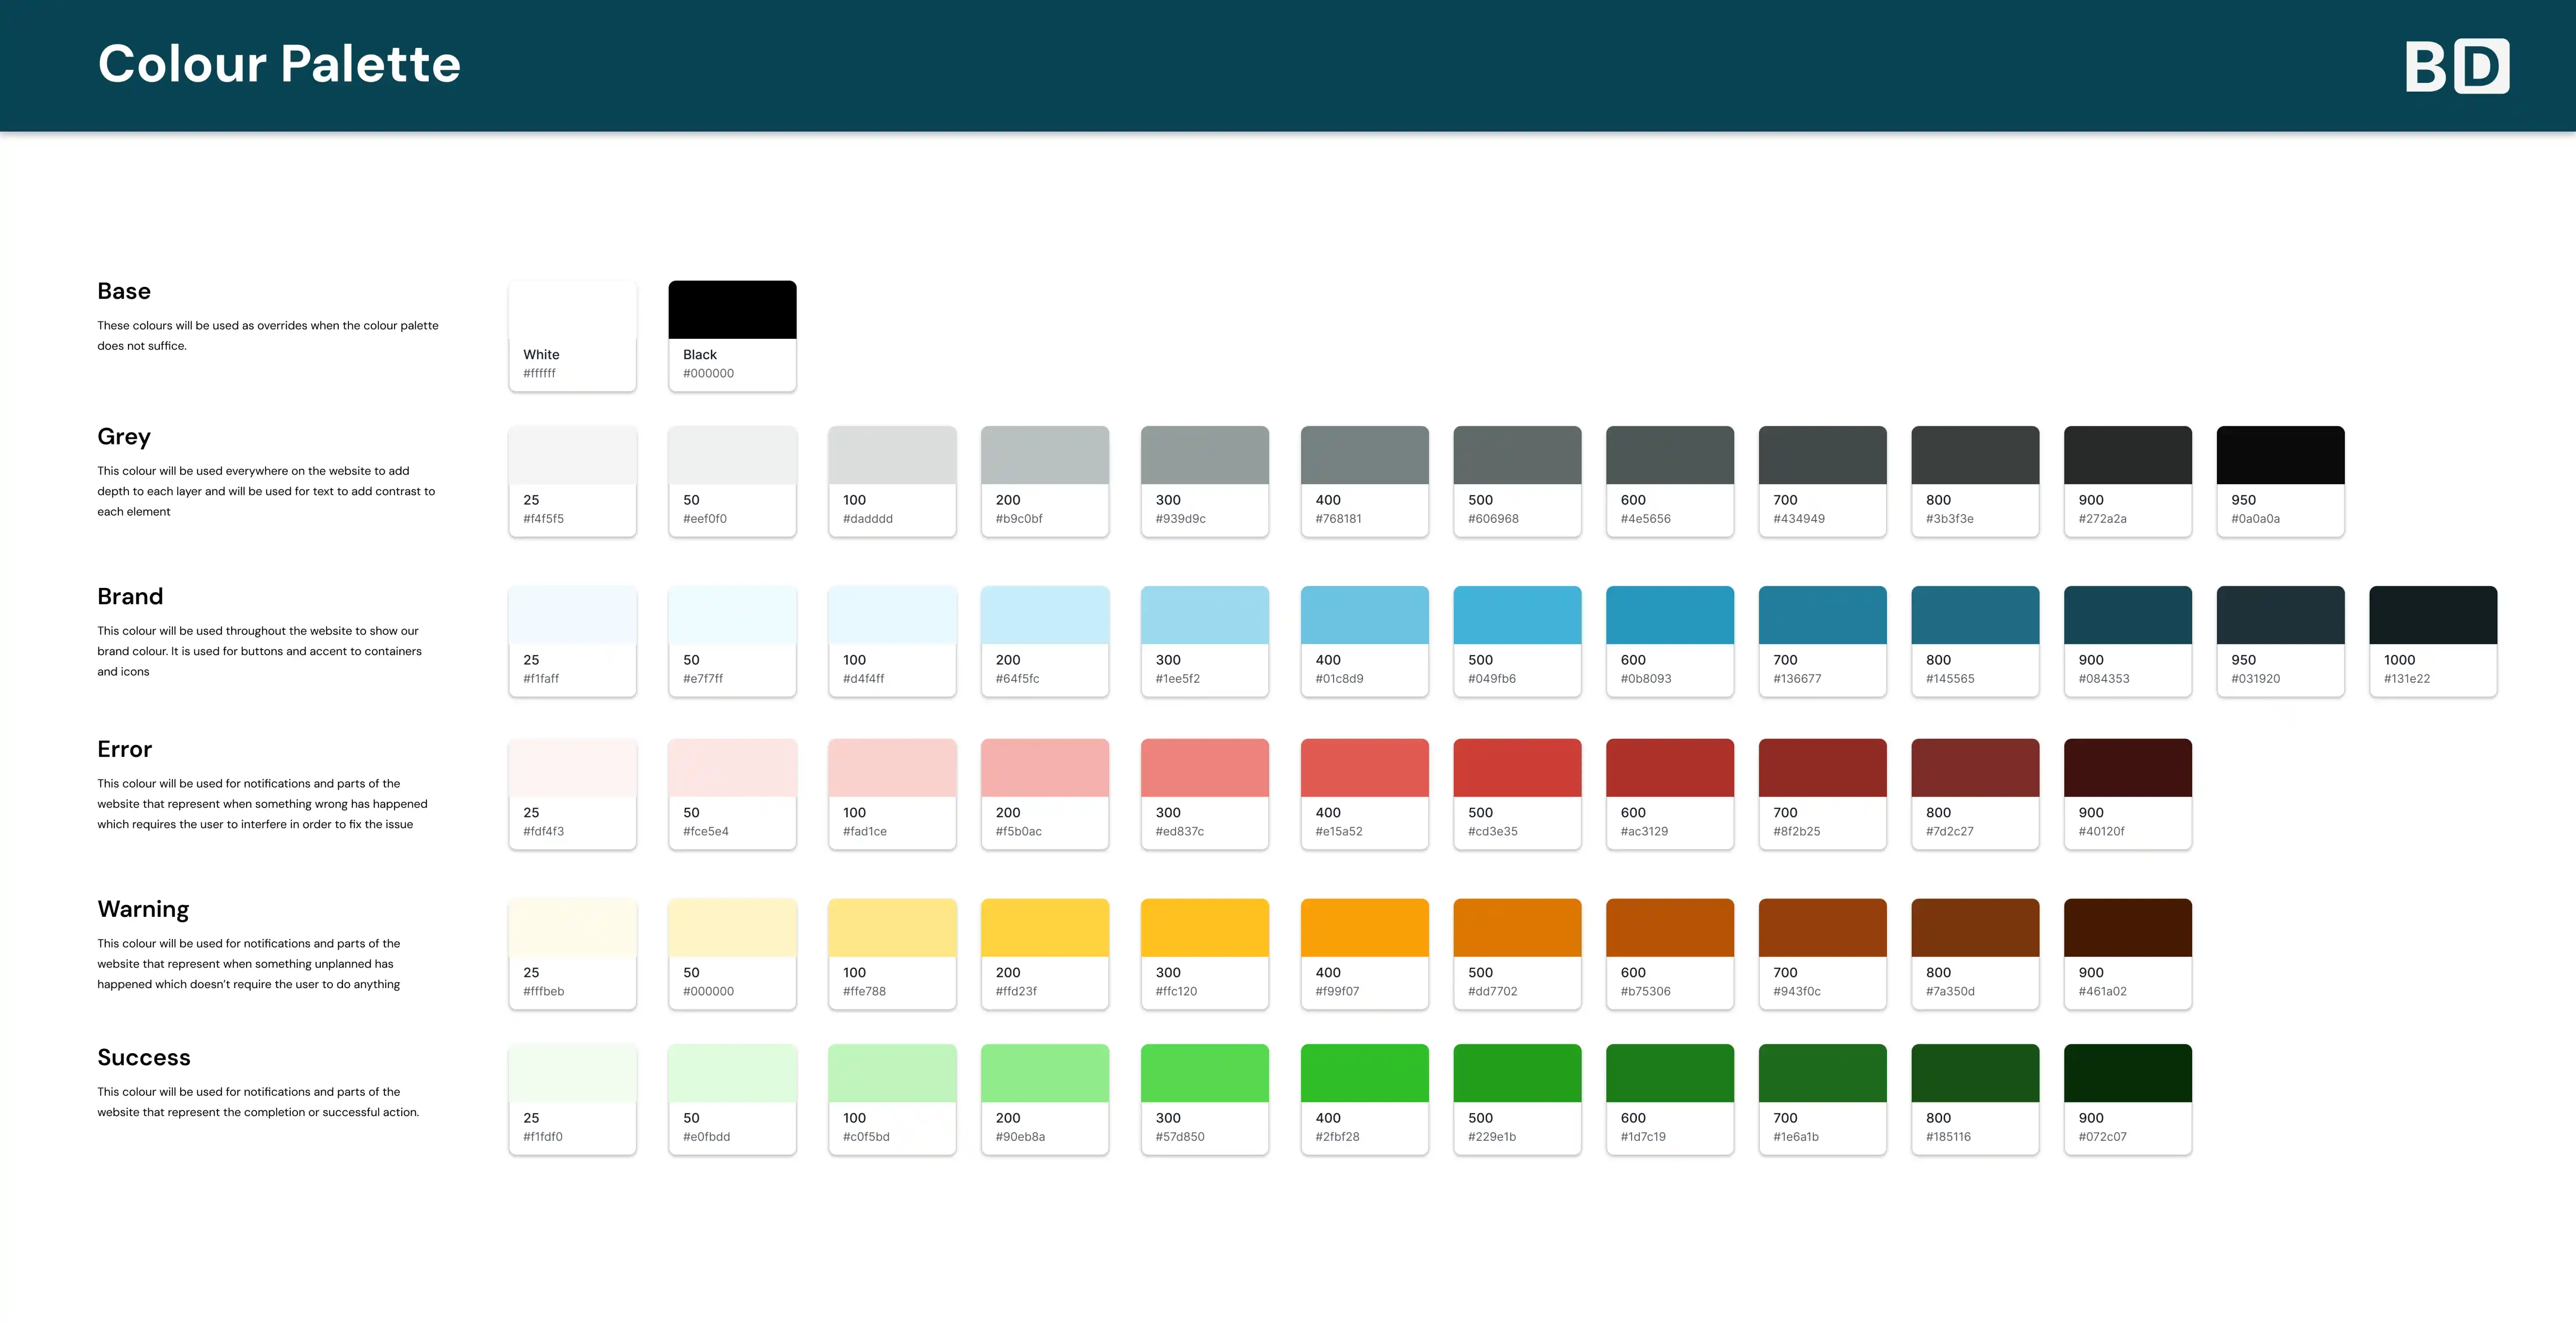 Colour Palette
BD
Base
These colours will be used as overrides when the colour palette
does not suffice.
White
#ffffff
Black
#000000
Grey
This colour will be used everywhere on the website to add
depth to each layer and will be used for text to add contrast to
each element
25
#f4f5f5
50
#eef0f0
100
#dadddd
200
#b9c0bf
300
#939d9c
400
#768181
500
#606968
600
#4e5656
700
#434949
800
#3b3f3e
900
#272a2a
950
#0a0a0a
Brand
This colour will be used throughout the website to show our
brand colour. It is used for buttons and accent to containers
and icons
25
#f1faff
50
#e7f7ff
100
#d4f4ff
200
#64f5fc
300
#1ee5f2
400
#01c8d9
500
#049fb6
600
#0b8093
700
#136677
800
#145565
900
#084353
950
#031920
1000
#131e22
Error
This colour will be used for notifications and parts of the
website that represent when something wrong has happened
which requires the user to interfere in order to fix the issue
25
#fdf4f3
50
#fce5e4
100
#fad1ce
200
#f5b0ac
300
#ed837c
400
#e15a52
500
#cd3e35
600
#ac3129
700
#8f2b25
800
#7d2c27
900
#40120f
Warning
This colour will be used for notifications and parts of the
website that represent when something unplanned has
happened which doesn't require the user to do anything
25
#fffbeb
50
#000000
100
#ffe788
200
#ffd23f
300
#ffc120
400
#f99f07
500
#dd7702
600
#b75306
700
#943f0c
800
#7a350d
900
#461a02
Success
This colour will be used for notifications and parts of the
website that represent the completion or successful action.
25
#f1fdf0
50
#e0fbdd
100
#c0f5bd
200
#90eb8a
300
#57d850
400
#2fbf28
500
#229e1b
600
#1d7c19
700
#1e6a1b
800
#185116
900
#072c07